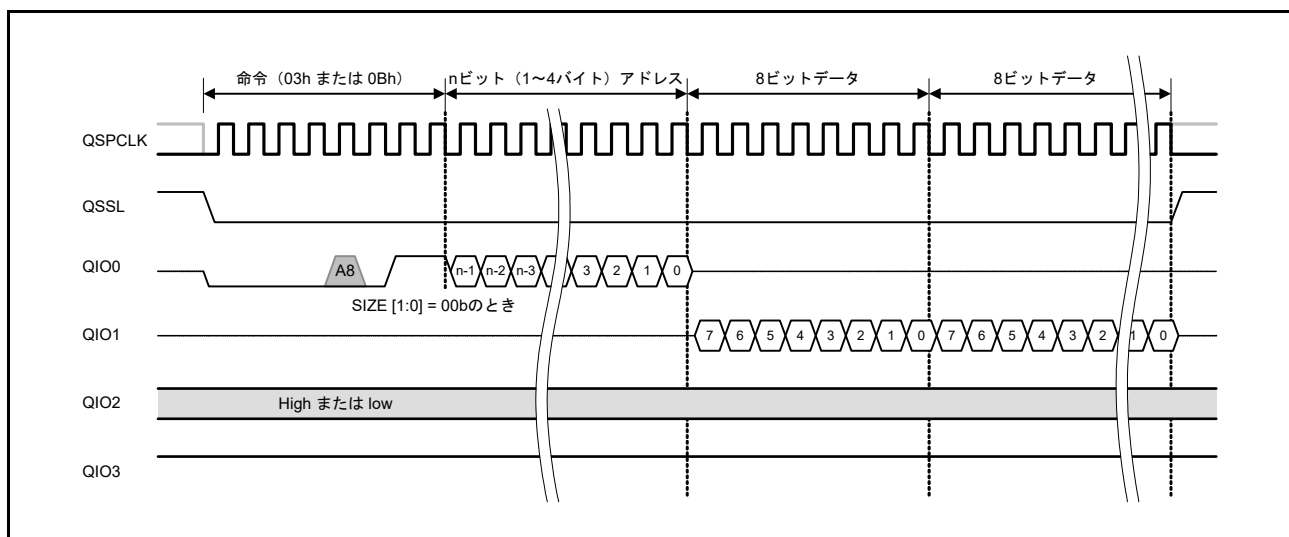 命令（03h または 0Bh） nビット（1～4バイト）アドレス 8ビットデータ 8ビットデータ
QSPCLK
QSSL
QIO0 A8 n-1 n-2 n-3 3 2 1 0
SIZE [1:0] = 00bのとき
QIO1 7 6 5 4 3 2 1 0 7 6 5 4 3 2 1 0
QIO2 High または low
QIO3